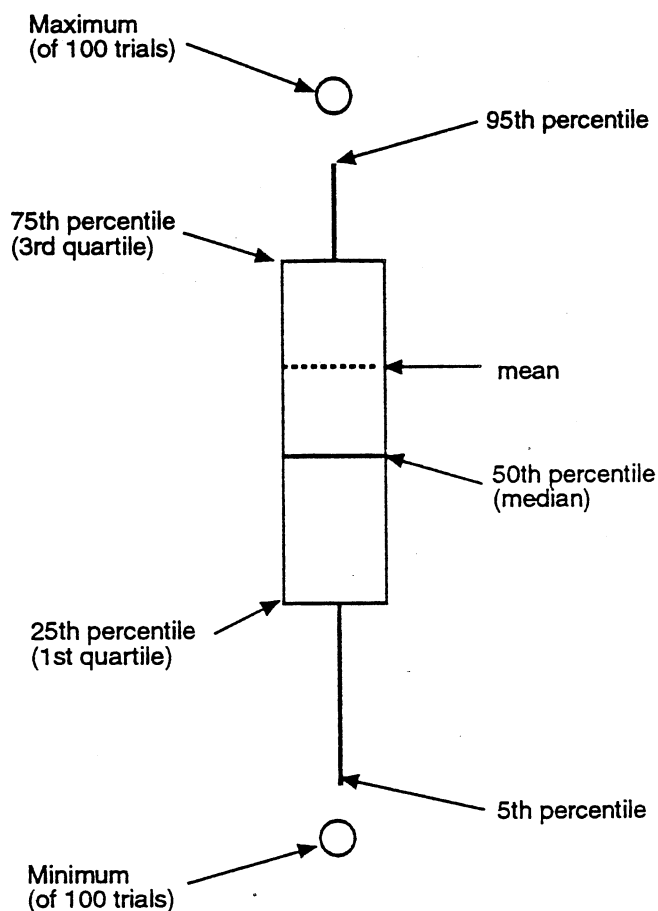 Maximum
(of 100 trials)
95th percentile
75th percentile
(3rd quartile)
mean
50th percentile
(median)
25th percentile
(1st quartile)
5th percentile
Minimum
(of 100 trials)